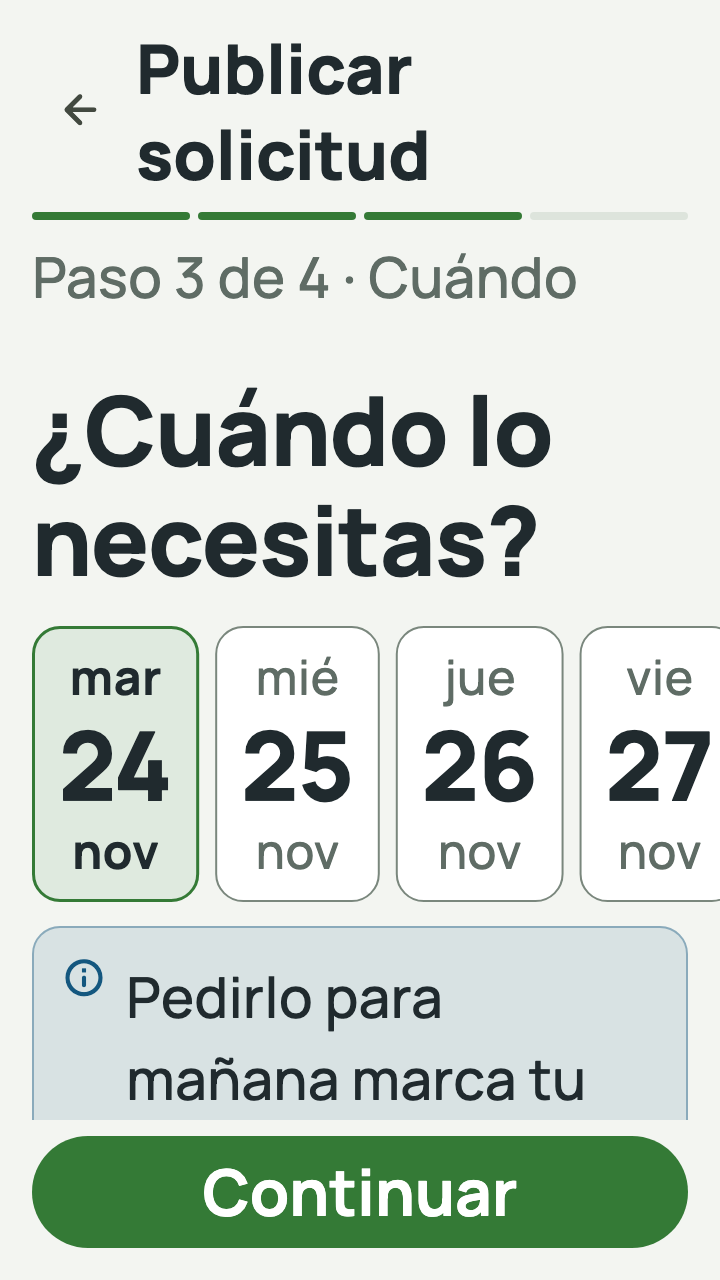 Publicar
solicitud
Paso 3 de 4 · Cuándo
¿Cuándo lo
necesitas?
mar
24
nov
mié
25
nov
jue
26
nov
vie
27
nov
Pedirlo para
mañana marca tu
Continuar